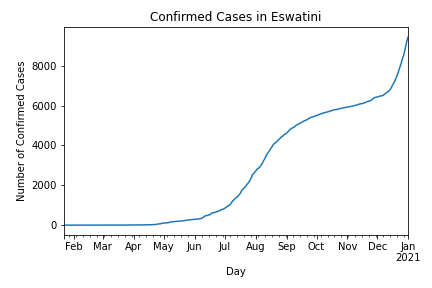 Confirmed Cases in Eswatini
Number of Confirmed Cases
8000
6000
4000
2000
0
Feb Mar Apr May Jun Jul Aug Sep Oct Nov Dec Jan
2021
Day